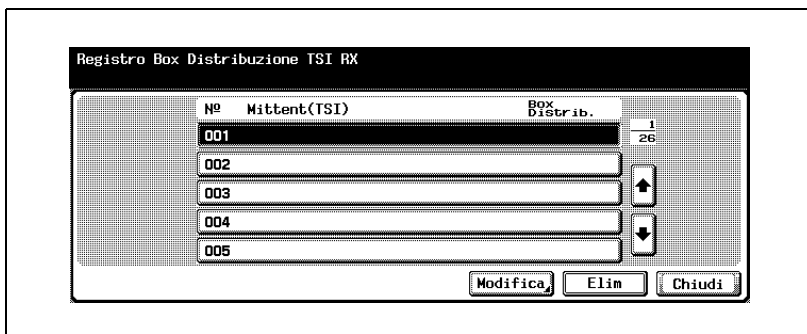 Registro Box Distribuzione TSI RX
Nº Mittent(TSI) Box Distrib.
001
1
26
002
003
004
005
Modifica Elim Chiudi